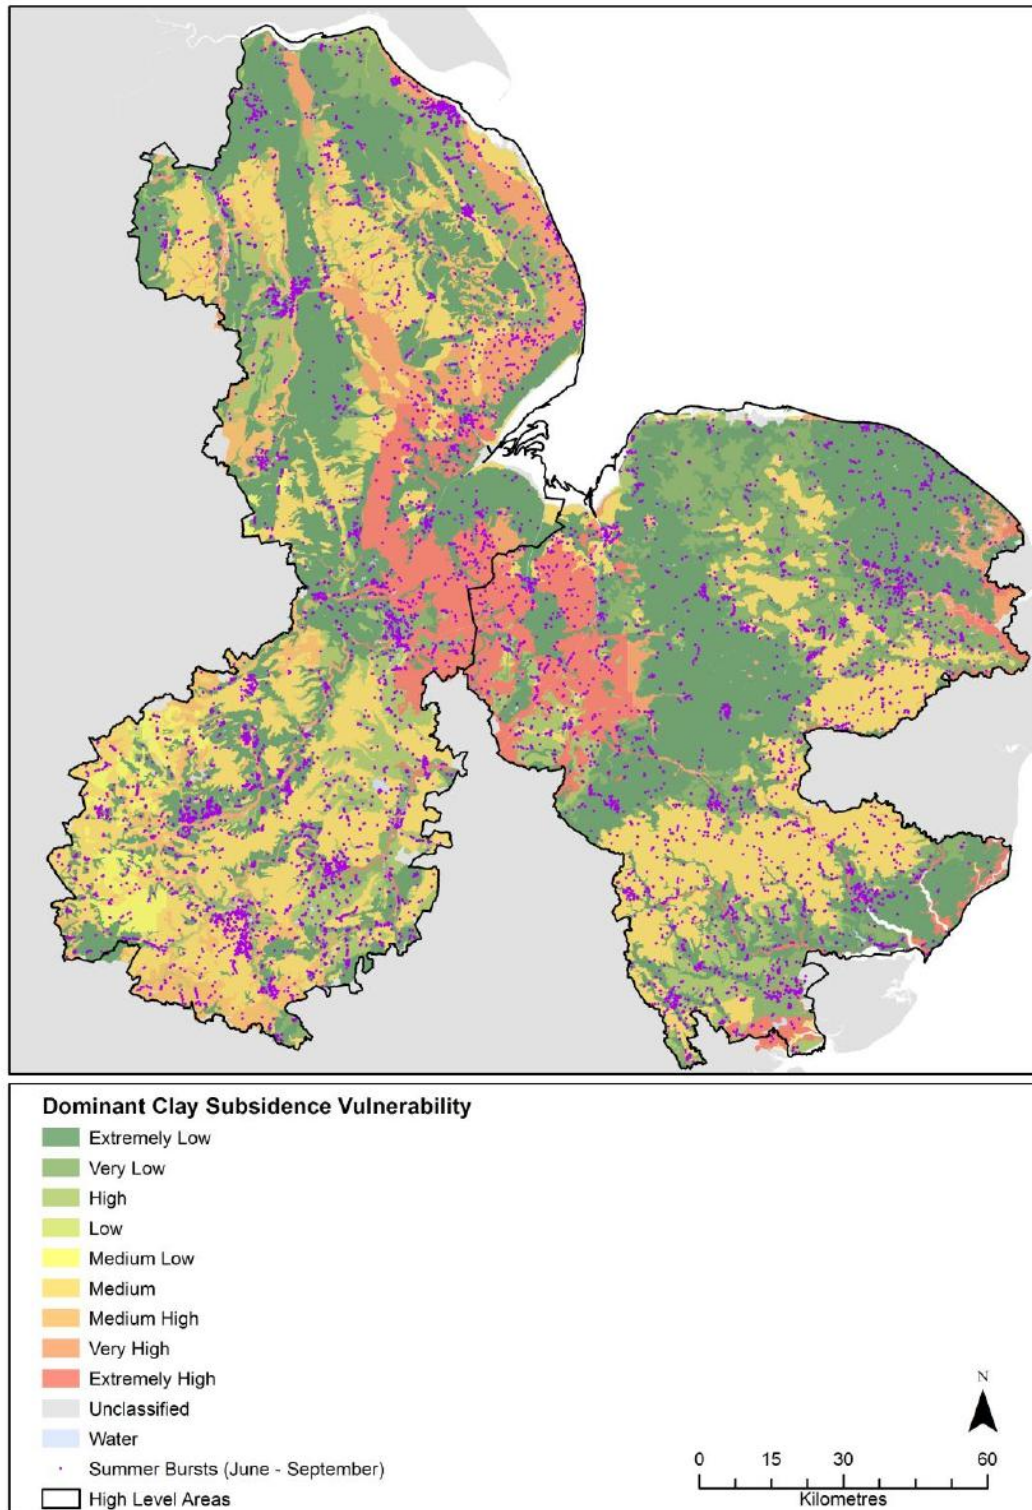 Dominant Clay Subsidence Vulnerability
Extremely Low
Very Low
High
Low
Medium Low
Medium
Medium High
Very High
Extremely High
Unclassified
Water
Summer Bursts (June - September)
High Level Areas
N
0 15 30 60
Kilometres